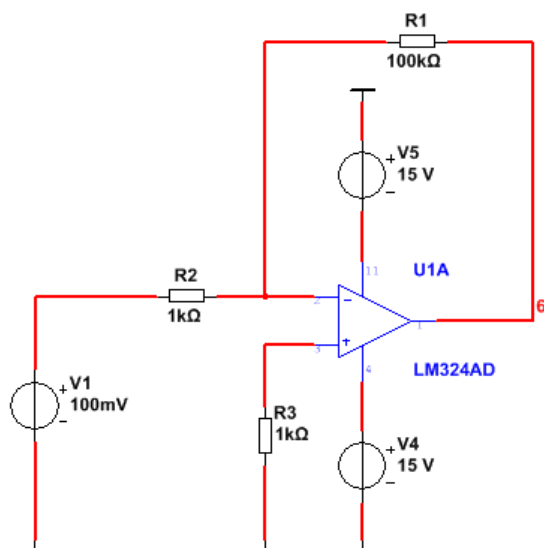 R1
100kΩ
+ V5
15 V
−
11
U1A
R2
2
−
1kΩ
1
6
3
+
LM324AD
4
V1
+
100mV
−
R3
1kΩ
V4
+
15 V
−